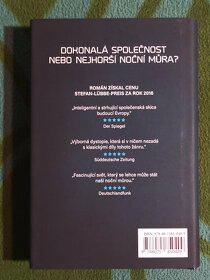 DOKONALÁ SPOLEČNOST
NEBO NEJHORŠÍ NOČNÍ MŮRA?
ROMÁN ZÍSKAL CENU
STEFAN-LÜBBE-PREIS ZA ROK 2016
„Inteligentní a strhující společenská skica
budoucí Evropy.“
Der Spiegel
„Výborná dystopie, která si v ničem nezadá
s klasickými díly tohoto žánru.“
Süddeutsche Zeitung
„Fascinující svět, který se lehce může stát
naší noční můrou.“
Deutschlandfunk